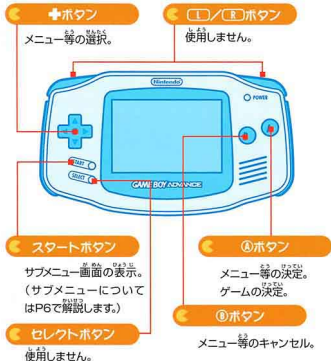 ✚ボタン
メニュー等の選択。
L／Rボタン
使用しません。
Nintendo
POWER
START
SELECT
B
A
GAME BOY ADVANCE
スタートボタン
サブメニュー画面の表示。
（サブメニューについて
はP6で解説します。）
セレクトボタン
使用しません。
Ⓐボタン
メニュー等の決定。
ゲームの決定。
Ⓑボタン
メニュー等のキャンセル。